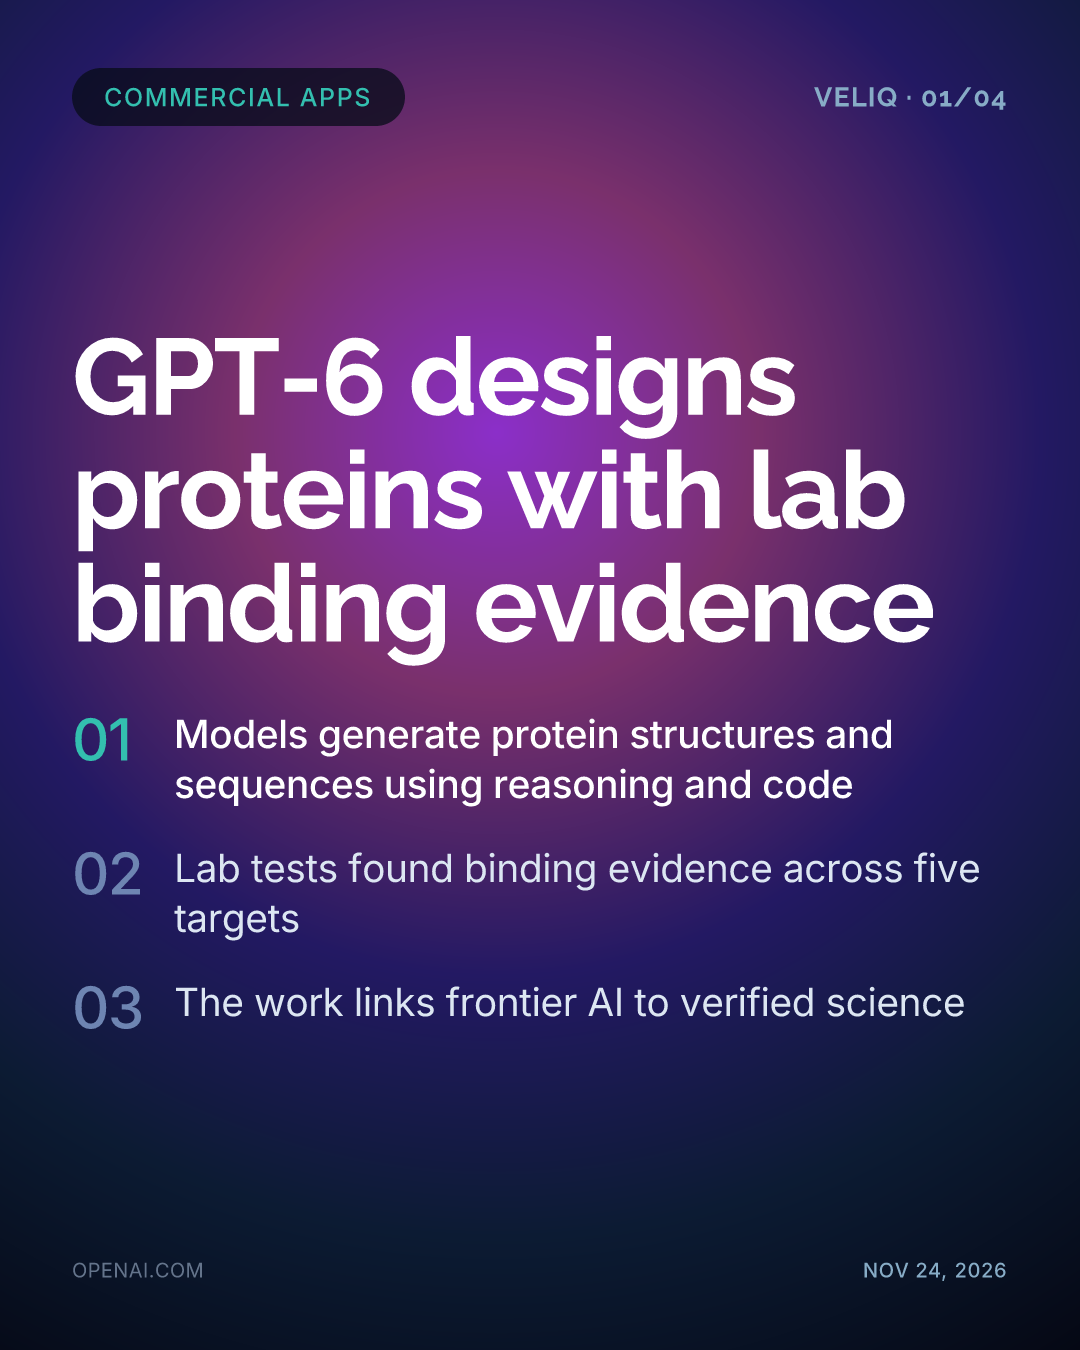 COMMERCIAL APPS
VELIQ · 01/04
GPT-6 designs
proteins with lab
binding evidence
01 Models generate protein structures and
sequences using reasoning and code
02 Lab tests found binding evidence across five
targets
03 The work links frontier AI to verified science
OPENAI.COM
NOV 24, 2026